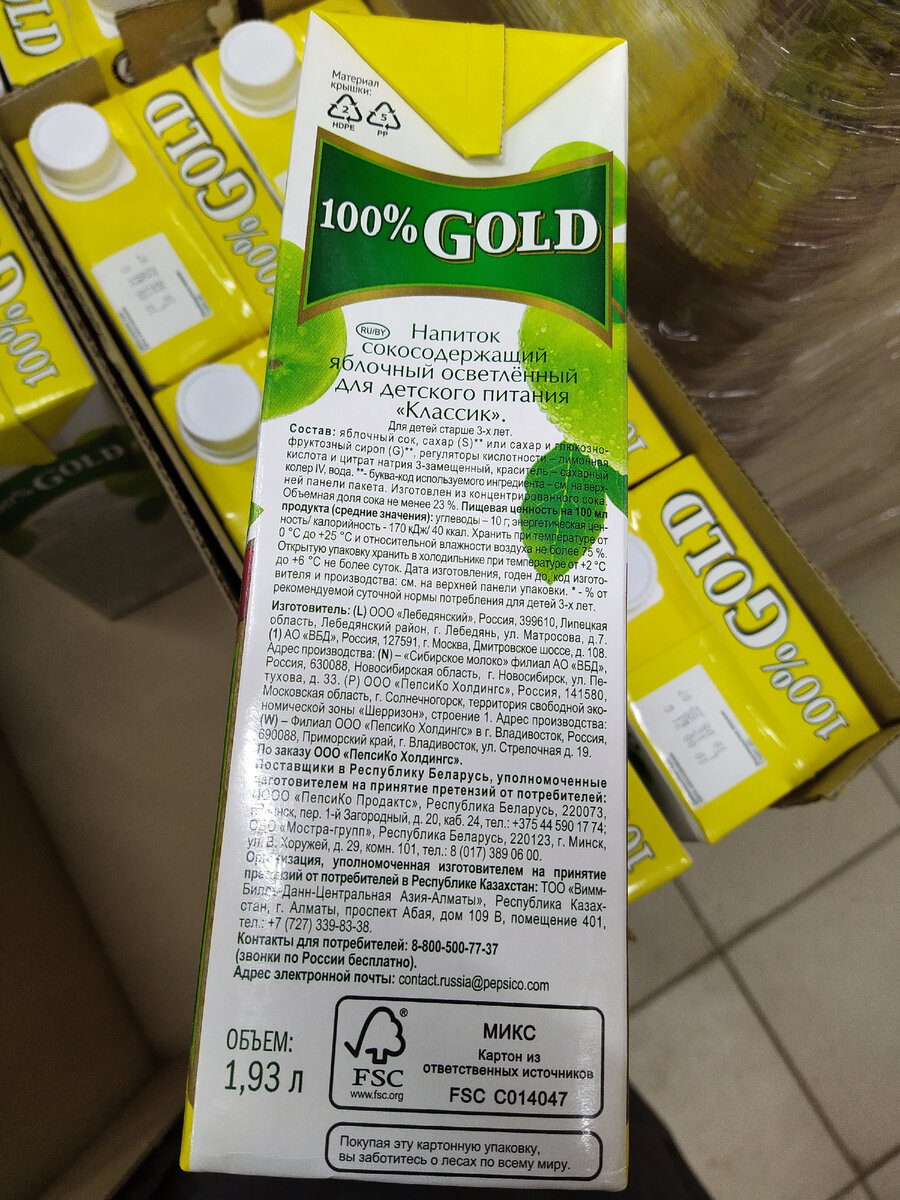 Материал
крышки:
2
HDPE
5
PP
100% GOLD
RU/BY
Напиток
сокосодержащий
яблочный осветлённый
для детского питания
«Классик».
Для детей старше 3-х лет.
Состав: яблочный сок, сахар (S)** или сахар и глюкозно-
фруктозный сироп (G)**, регуляторы кислотности – лимонная
кислота и цитрат натрия 3-замещенный, краситель – сахарный
колер IV, вода. **- буква-код используемого ингредиента – см. на верх-
ней панели пакета. Изготовлен из концентрированного сока.
Объемная доля сока не менее 23 %. Пищевая ценность на 100 мл
продукта (средние значения): углеводы – 10 г; энергетическая цен-
ность/ калорийность - 170 кДж/ 40 ккал. Хранить при температуре от
0 °С до +25 °С и относительной влажности воздуха не более 75 %.
Открытую упаковку хранить в холодильнике при температуре от +2 °С
до +6 °С не более суток. Дата изготовления, годен до, код изгото-
вителя и производства: см. на верхней панели упаковки. * - % от
рекомендуемой суточной нормы потребления для детей 3-х лет.
Изготовитель: (L) ООО «Лебедянский», Россия, 399610, Липецкая
область, Лебедянский район, г. Лебедянь, ул. Матросова, д.7.
(1) АО «ВБД», Россия, 127591, г. Москва, Дмитровское шоссе, д. 108.
Адрес производства: (N) – «Сибирское молоко» филиал АО «ВБД»,
Россия, 630088, Новосибирская область, г. Новосибирск, ул. Пе-
тухова, д. 33. (P) ООО «ПепсиКо Холдингс», Россия, 141580,
Московская область, г. Солнечногорск, территория свободной эко-
номической зоны «Шерризон», строение 1. Адрес производства:
(W) – Филиал ООО «ПепсиКо Холдингс» в г. Владивосток, Россия,
690088, Приморский край, г. Владивосток, ул. Стрелочная д. 19.
По заказу ООО «ПепсиКо Холдингс».
Поставщики в Республику Беларусь, уполномоченные
изготовителем на принятие претензий от потребителей:
ИООО «ПепсиКо Продактс», Республика Беларусь, 220073,
г. Минск, пер. 1-й Загородный, д. 20, каб. 24, тел.: +375 44 590 17 74;
ОДО «Мостра-групп», Республика Беларусь, 220123, г. Минск,
ул. В. Хоружей, д. 29, комн. 101, тел.: 8 (017) 389 06 00.
Организация, уполномоченная изготовителем на принятие
претензий от потребителей в Республике Казахстан: ТОО «Вимм-
Билль-Данн-Центральная Азия-Алматы», Республика Казах-
стан, г. Алматы, проспект Абая, дом 109 В, помещение 401,
тел.: +7 (727) 339-83-38.
Контакты для потребителей: 8-800-500-77-37
(звонки по России бесплатно).
Адрес электронной почты: contact.russia@pepsico.com
ОБЪЕМ:
1,93 л
FSC
www.fsc.org
МИКС
Картон из
ответственных источников
FSC C014047
Покупая эту картонную упаковку,
вы заботитесь о лесах по всему миру.
100% GOLD
100% GOLD
100% G
100% GOLD
GOLD